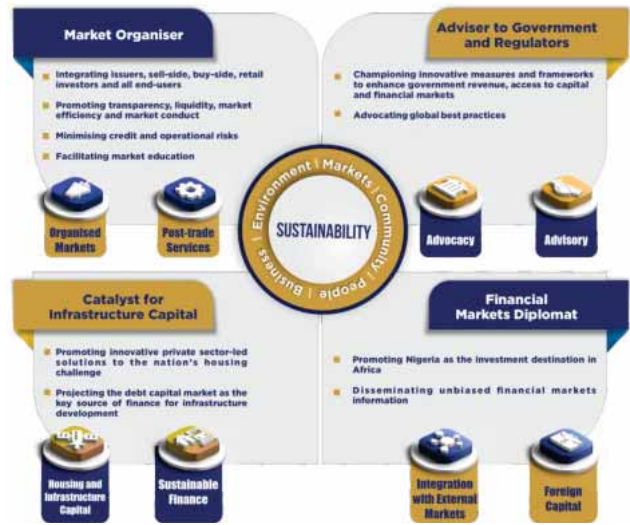 Market Organiser
Integrating issuers, sell-side, buy-side, retail
investors and all end-users
Promoting transparency, liquidity, market
efficiency and market conduct
Minimising credit and operational risks
Facilitating market education
Organised
Markets
Post-trade
Services
Adviser to Government
and Regulators
Championing innovative measures and frameworks
to enhance government revenue, access to capital
and financial markets
Advocating global best practices
Advocacy
Advisory
Environment | Markets | Community | People | Business |
SUSTAINABILITY
Catalyst for
Infrastructure Capital
Promoting innovative private sector-led
solutions to the nation's housing
challenge
Projecting the debt capital market as the
key source of finance for infrastructure
development
Housing and
Infrastructure
Capital
Sustainable
Finance
Financial
Markets Diplomat
Promoting Nigeria as the investment destination in
Africa
Disseminating unbiased financial markets
information
Integration
with External
Markets
Foreign
Capital